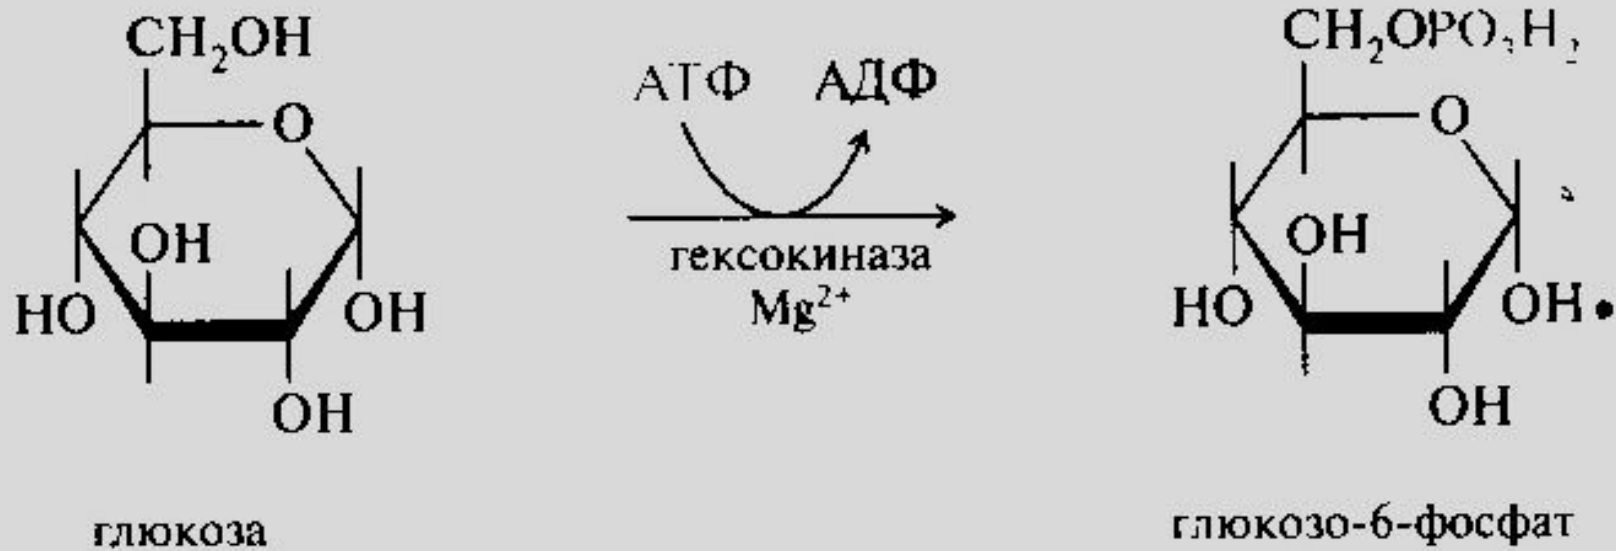 CH₂OH
O
OH
HO
OH
OH
глюкоза
АТФ АДФ
гексокиназа
Mg²⁺
CH₂OPO₃H₂
O
OH
HO
OH
OH
глюкозо-6-фосфат